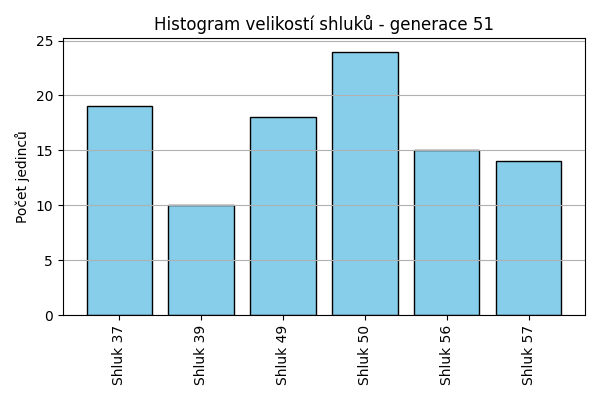 Histogram velikostí shluků - generace 51
Počet jedinců
25
20
15
10
5
0
Shluk 37
Shluk 39
Shluk 49
Shluk 50
Shluk 56
Shluk 57